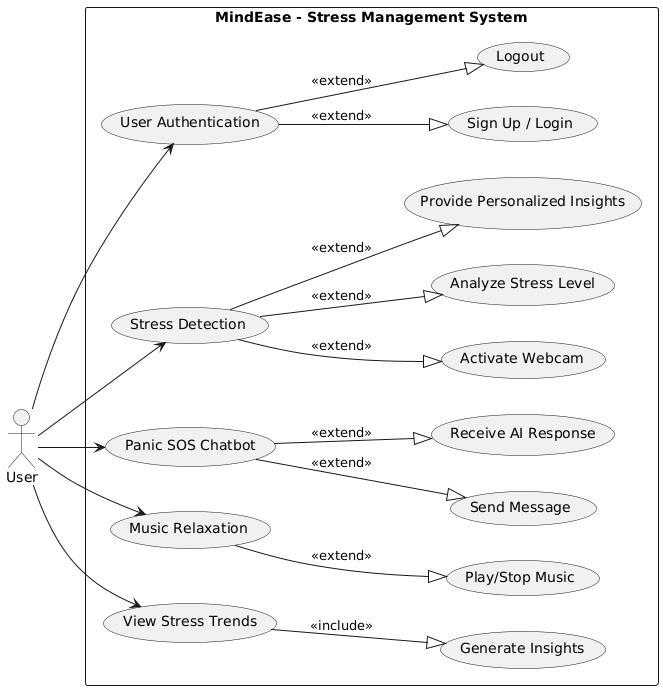 MindEase - Stress Management System
Logout
«extend»
User Authentication
«extend»
Sign Up / Login
Provide Personalized Insights
«extend»
Analyze Stress Level
«extend»
Stress Detection
«extend»
Activate Webcam
Receive AI Response
«extend»
Panic SOS Chatbot
«extend»
User
Send Message
Music Relaxation
«extend»
Play/Stop Music
View Stress Trends
«include»
Generate Insights